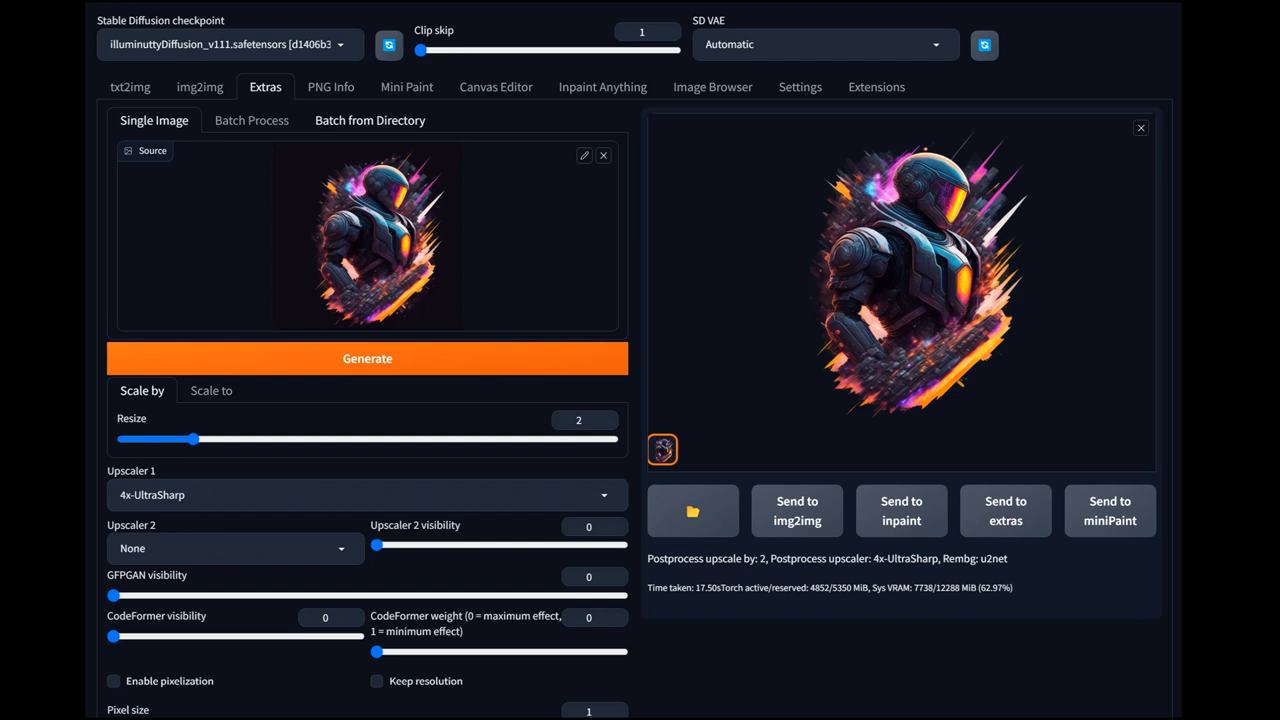 Stable Diffusion checkpoint
illuminuttyDiffusion_v111.safetensors [d1406b3
Clip skip
1
SD VAE
Automatic
txt2img
img2img
Extras
PNG Info
Mini Paint
Canvas Editor
Inpaint Anything
Image Browser
Settings
Extensions
Single Image
Batch Process
Batch from Directory
Source
Generate
Scale by
Scale to
Resize
2
Upscaler 1
4x-UltraSharp
Upscaler 2
None
Upscaler 2 visibility
0
GFPGAN visibility
0
CodeFormer visibility
0
CodeFormer weight (0 = maximum effect,
1 = minimum effect)
0
Enable pixelization
Keep resolution
Pixel size
1
Send to
img2img
Send to
inpaint
Send to
extras
Send to
miniPaint
Postprocess upscale by: 2, Postprocess upscaler: 4x-UltraSharp, Rembg: u2net
Time taken: 17.50sTorch active/reserved: 4852/5350 MiB, Sys VRAM: 7738/12288 MiB (62.97%)